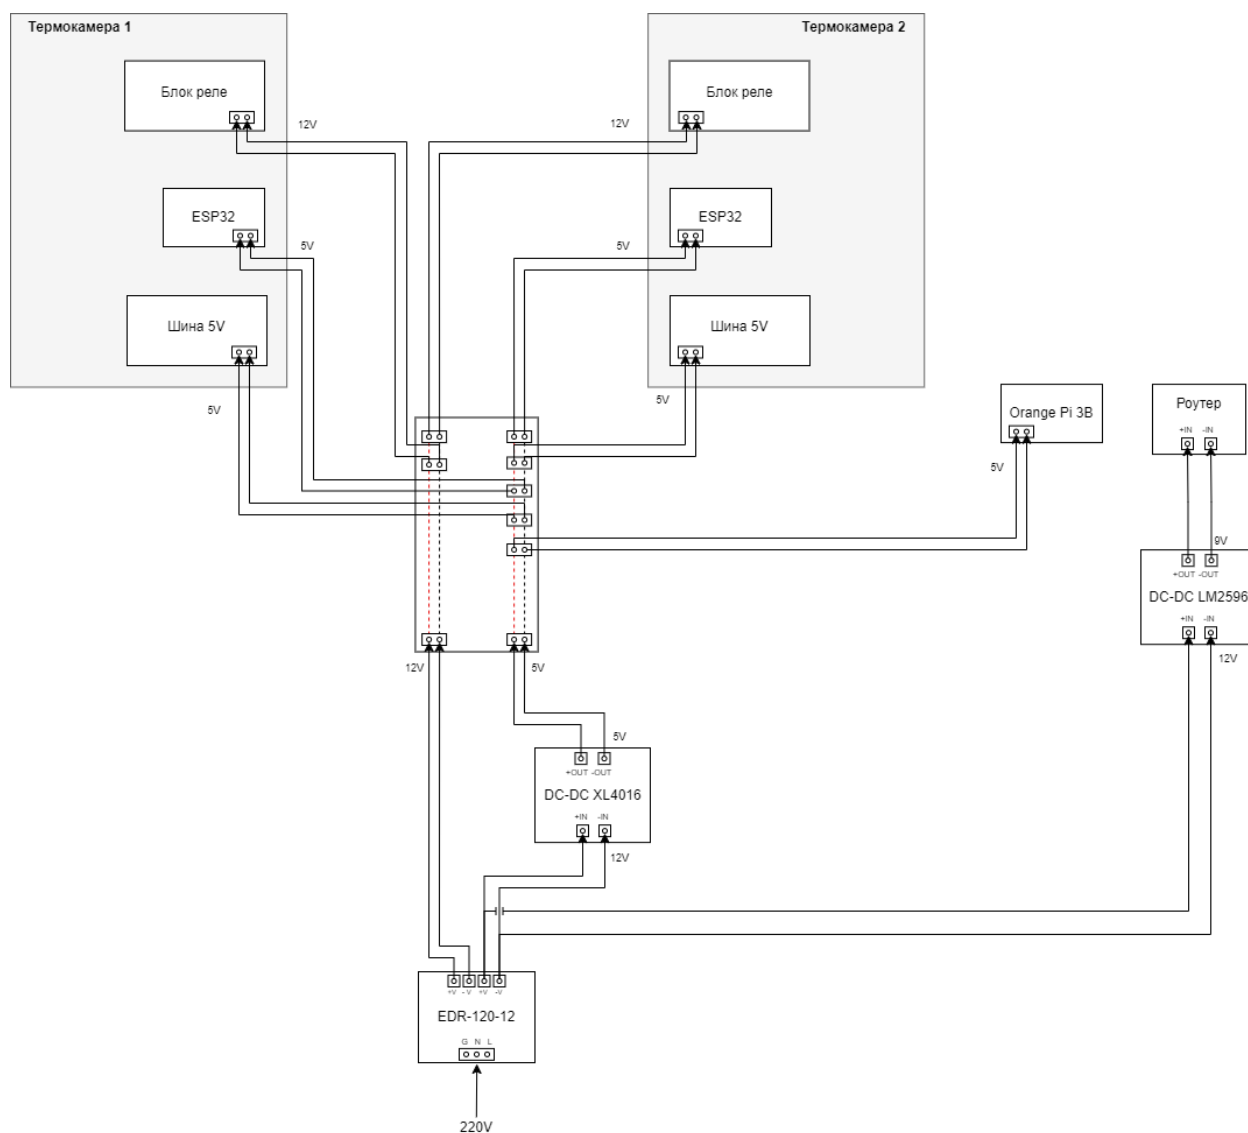 Термокамера 1
Термокамера 2
Блок реле
Блок реле
12V
12V
ESP32
ESP32
5V
5V
Шина 5V
Шина 5V
5V
5V
Orange Pi 3B
Роутер
+IN -IN
5V
9V
+OUT -OUT
DC-DC LM2596
+IN -IN
12V
12V
5V
5V
+OUT -OUT
DC-DC XL4016
+IN -IN
12V
+V -V +V -V
EDR-120-12
G N L
220V